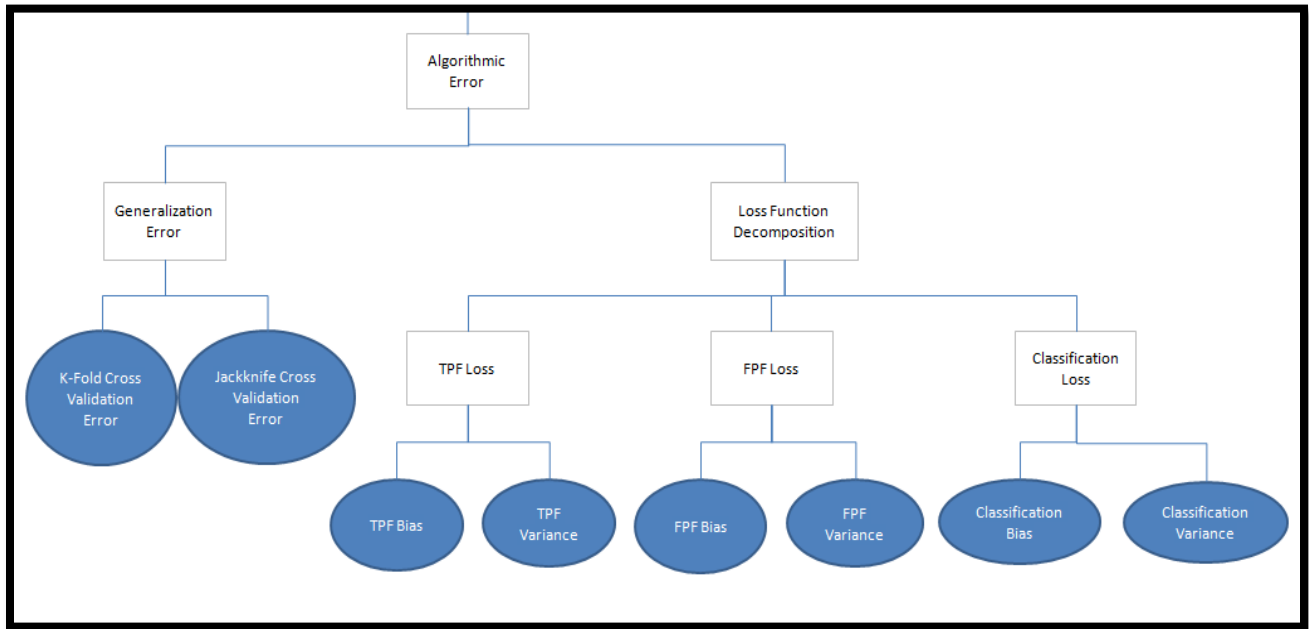 Algorithmic
Error
Generalization
Error
Loss Function
Decomposition
K-Fold Cross
Validation
Error
Jackknife Cross
Validation
Error
TPF Loss
FPF Loss
Classification
Loss
TPF Bias
TPF
Variance
FPF Bias
FPF
Variance
Classification
Bias
Classification
Variance